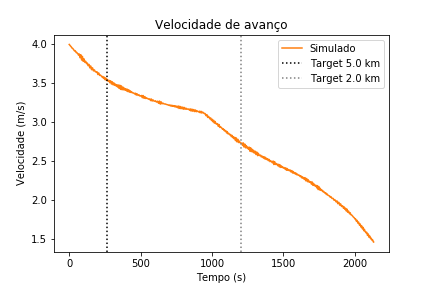 Velocidade de avanço
Simulado
Target 5.0 km
Target 2.0 km
Velocidade (m/s)
4.0
3.5
3.0
2.5
2.0
1.5
0 500 1000 1500 2000
Tempo (s)